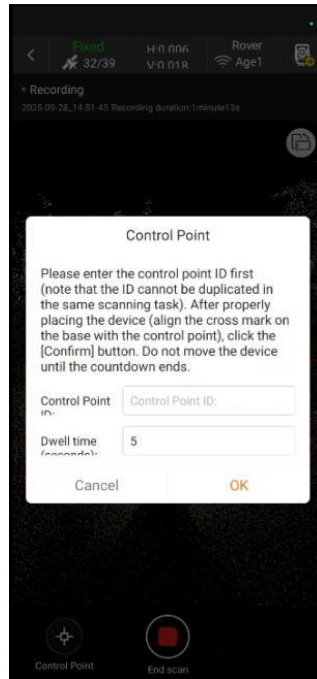 Fixed H:0.006 Rover
32/39 V:0.018 Age1
Recording
2025-09-28_14-51-45 Recording duration:1minute13s
Control Point
Please enter the control point ID first
(note that the ID cannot be duplicated in
the same scanning task). After properly
placing the device (align the cross mark on
the base with the control point), click the
[Confirm] button. Do not move the device
until the countdown ends.
Control Point Control Point ID:
ID:
Dwell time 5
(seconds):
Cancel OK
Control Point End scan